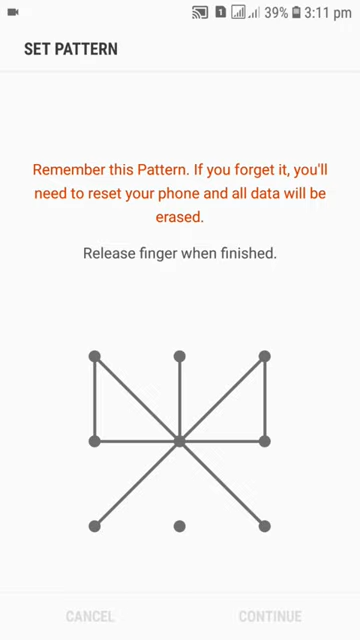 1 39% 3:11 pm
SET PATTERN
Remember this Pattern. If you forget it, you'll
need to reset your phone and all data will be
erased.
Release finger when finished.
CANCEL CONTINUE